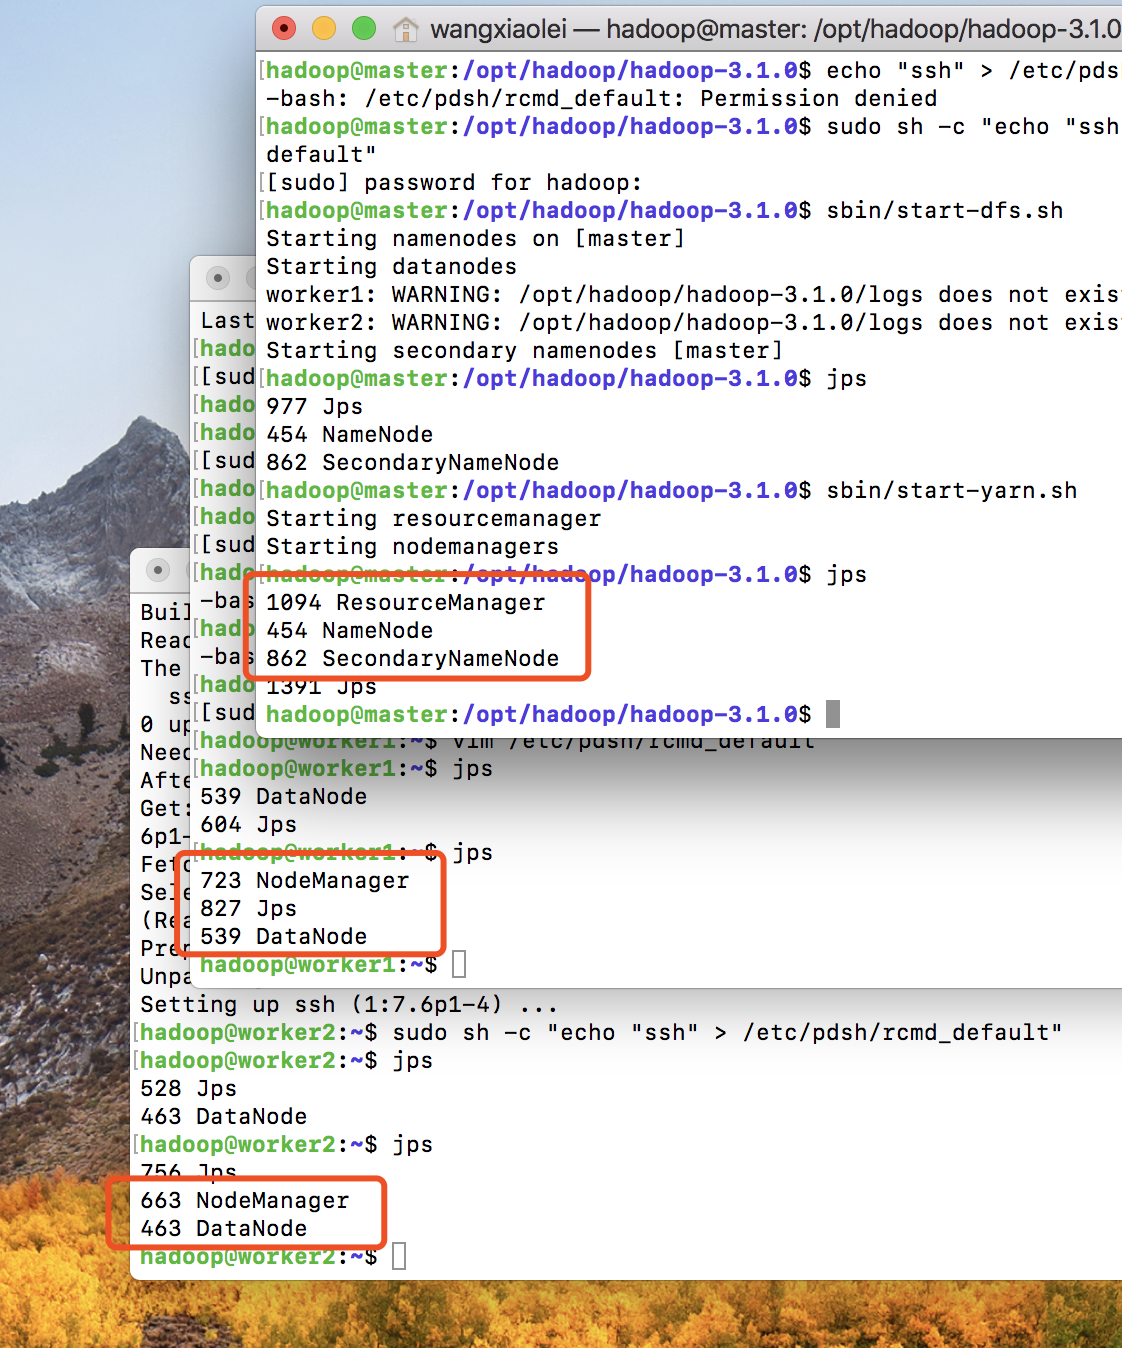 wangxiaolei — hadoop@master: /opt/hadoop/hadoop-3.1.0
[hadoop@master:/opt/hadoop/hadoop-3.1.0$ echo "ssh" > /etc/pds
-bash: /etc/pdsh/rcmd_default: Permission denied
[hadoop@master:/opt/hadoop/hadoop-3.1.0$ sudo sh -c "echo "ssh
default"
[[sudo] password for hadoop:
[hadoop@master:/opt/hadoop/hadoop-3.1.0$ sbin/start-dfs.sh
Starting namenodes on [master]
Starting datanodes
worker1: WARNING: /opt/hadoop/hadoop-3.1.0/logs does not exis
worker2: WARNING: /opt/hadoop/hadoop-3.1.0/logs does not exis
Starting secondary namenodes [master]
[hadoop@master:/opt/hadoop/hadoop-3.1.0$ jps
977 Jps
454 NameNode
862 SecondaryNameNode
[hadoop@master:/opt/hadoop/hadoop-3.1.0$ sbin/start-yarn.sh
Starting resourcemanager
Starting nodemanagers
[hadoop@master:/opt/hadoop/hadoop-3.1.0$ jps
1094 ResourceManager
454 NameNode
862 SecondaryNameNode
1391 Jps
hadoop@master:/opt/hadoop/hadoop-3.1.0$
Last
[hado
[[sud
[hado
[hado
[[sud
[hado
[hado
[[sud
[hado
-bas
[hado
-bas
[hado
[[sud
[hadoop@worker1:~$ vim /etc/pdsh/rcmd_default
[hadoop@worker1:~$ jps
539 DataNode
604 Jps
[hadoop@worker1:~$ jps
723 NodeManager
827 Jps
539 DataNode
hadoop@worker1:~$
Buil
Read
The
ss
0 up
Need
Afte
Get:
6p1-
Fetc
Sele
(Rea
Prep
Unpa
Setting up ssh (1:7.6p1-4) ...
[hadoop@worker2:~$ sudo sh -c "echo "ssh" > /etc/pdsh/rcmd_default"
[hadoop@worker2:~$ jps
528 Jps
463 DataNode
[hadoop@worker2:~$ jps
756 Jps
663 NodeManager
463 DataNode
hadoop@worker2:~$